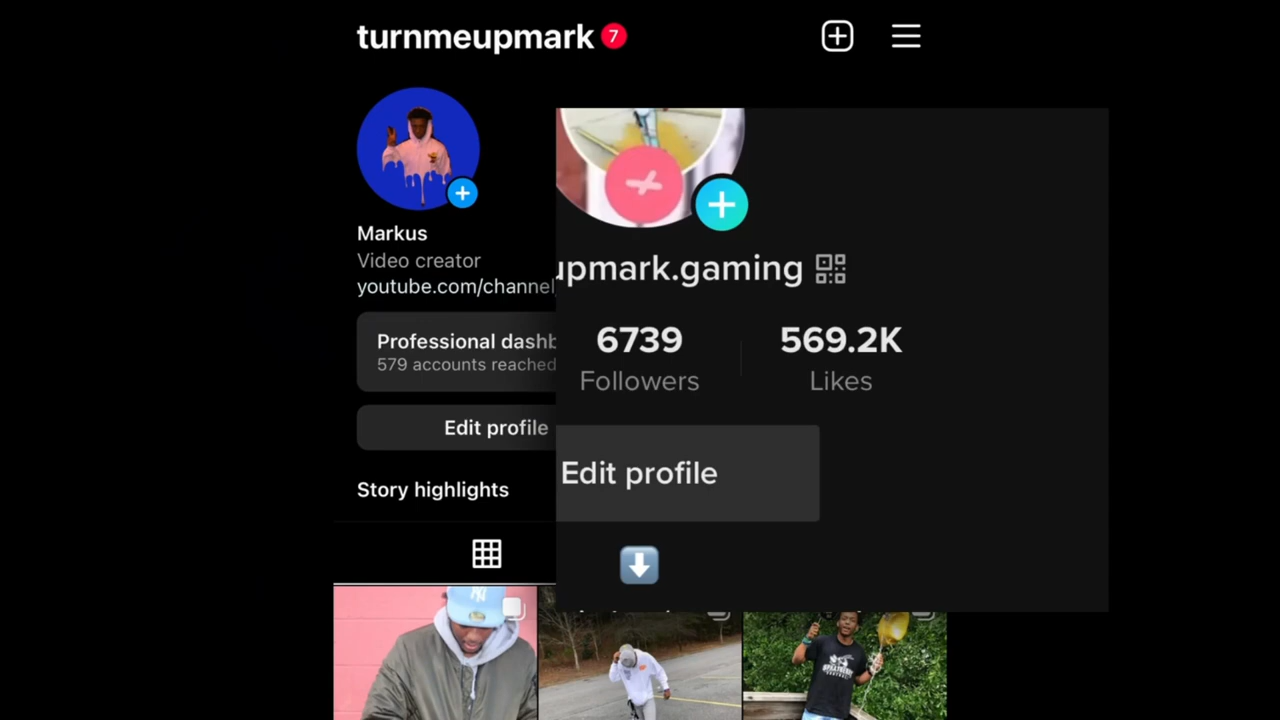 turnmeupmark 7
Markus
Video creator
youtube.com/channel
Professional dashb
579 accounts reached
Edit profile
Story highlights
upmark.gaming
6739
Followers
569.2K
Likes
Edit profile